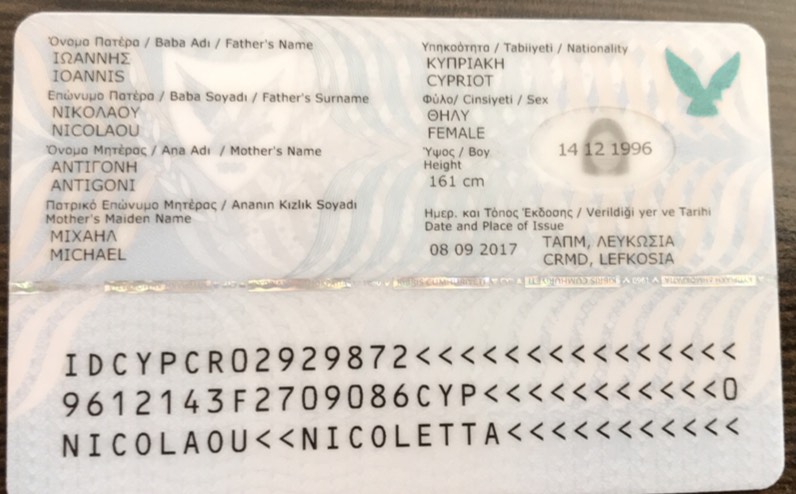 Όνομα Πατέρα / Baba Adı / Father's Name
ΙΩΑΝΝΗΣ
IOANNIS
Επώνυμο Πατέρα / Baba Soyadı / Father's Surname
ΝΙΚΟΛΑΟΥ
NICOLAOU
Όνομα Μητέρας / Ana Adı / Mother's Name
ΑΝΤΙΓΟΝΗ
ANTIGONI
Πατρικό Επώνυμο Μητέρας / Ananın Kızlık Soyadı
Mother's Maiden Name
ΜΙΧΑΗΛ
MICHAEL
Υπηκοότητα / Tabiiyeti / Nationality
ΚΥΠΡΙΑΚΗ
CYPRIOT
Φύλο/ Cinsiyeti / Sex
ΘΗΛΥ
FEMALE
Ύψος / Boy
Height
161 cm
14 12 1996
Ημερ. και Τόπος Έκδοσης / Verildiği yer ve Tarihi
Date and Place of Issue
08 09 2017
ΤΑΠΜ, ΛΕΥΚΩΣΙΑ
CRMD, LEFKOSIA
IDCYPCR02929872<<<<<<<<<<<<<<<
9612143F2709086CYP<<<<<<<<<<<0
NICOLAOU<<NICOLETTA<<<<<<<<<<<